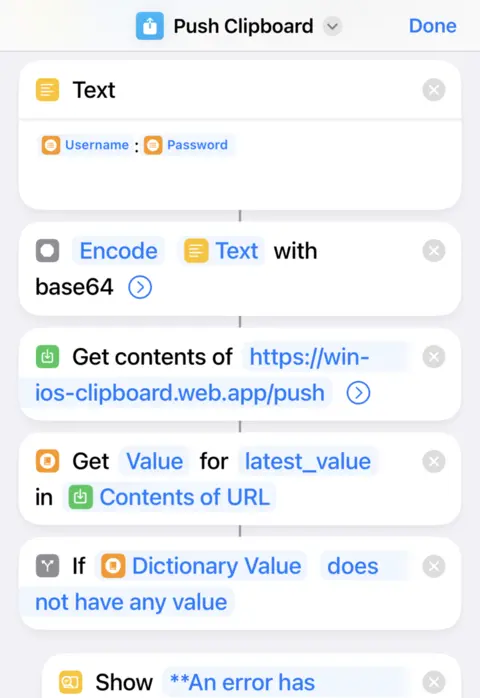 Push Clipboard Done
Text
Username : Password
Encode Text with
base64
Get contents of https://win-
ios-clipboard.web.app/push
Get Value for latest_value
in Contents of URL
If Dictionary Value does
not have any value
Show **An error has